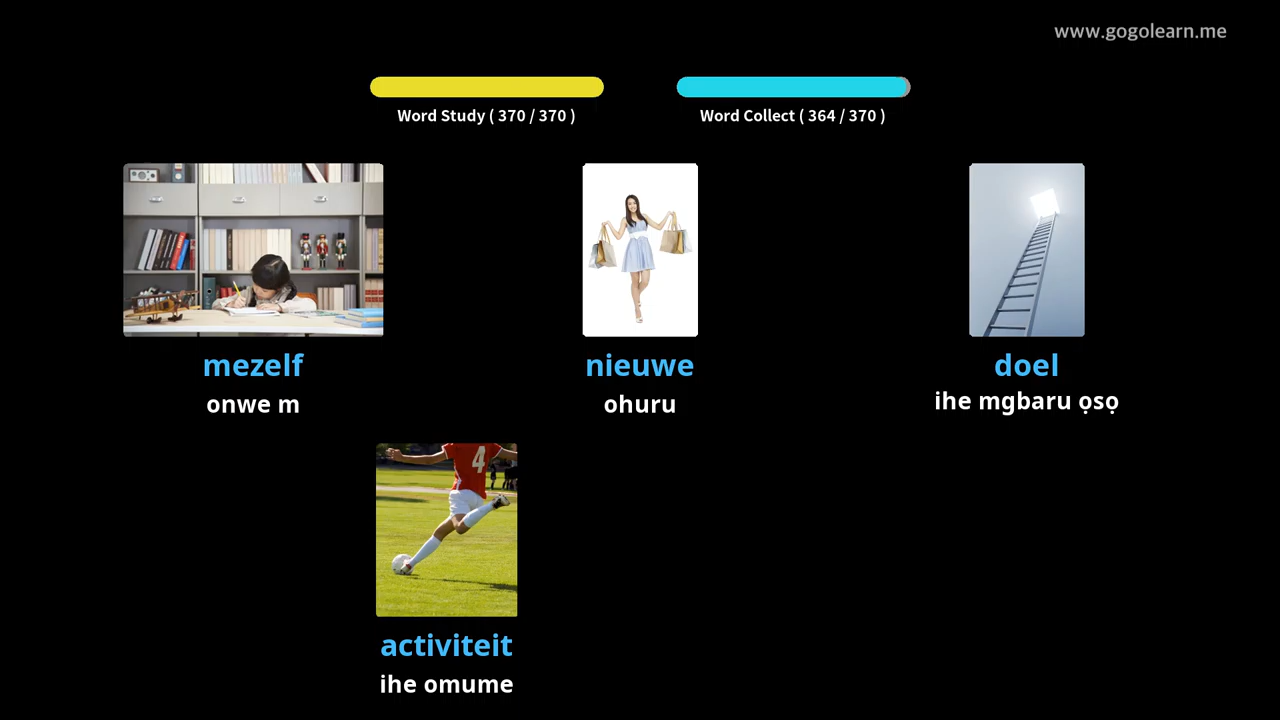 www.gogolearn.me
Word Study ( 370 / 370 )
Word Collect ( 364 / 370 )
mezelf
nieuwe
doel
onwe m
ohuru
ihe mgbaru ọsọ
4
activiteit
ihe omume